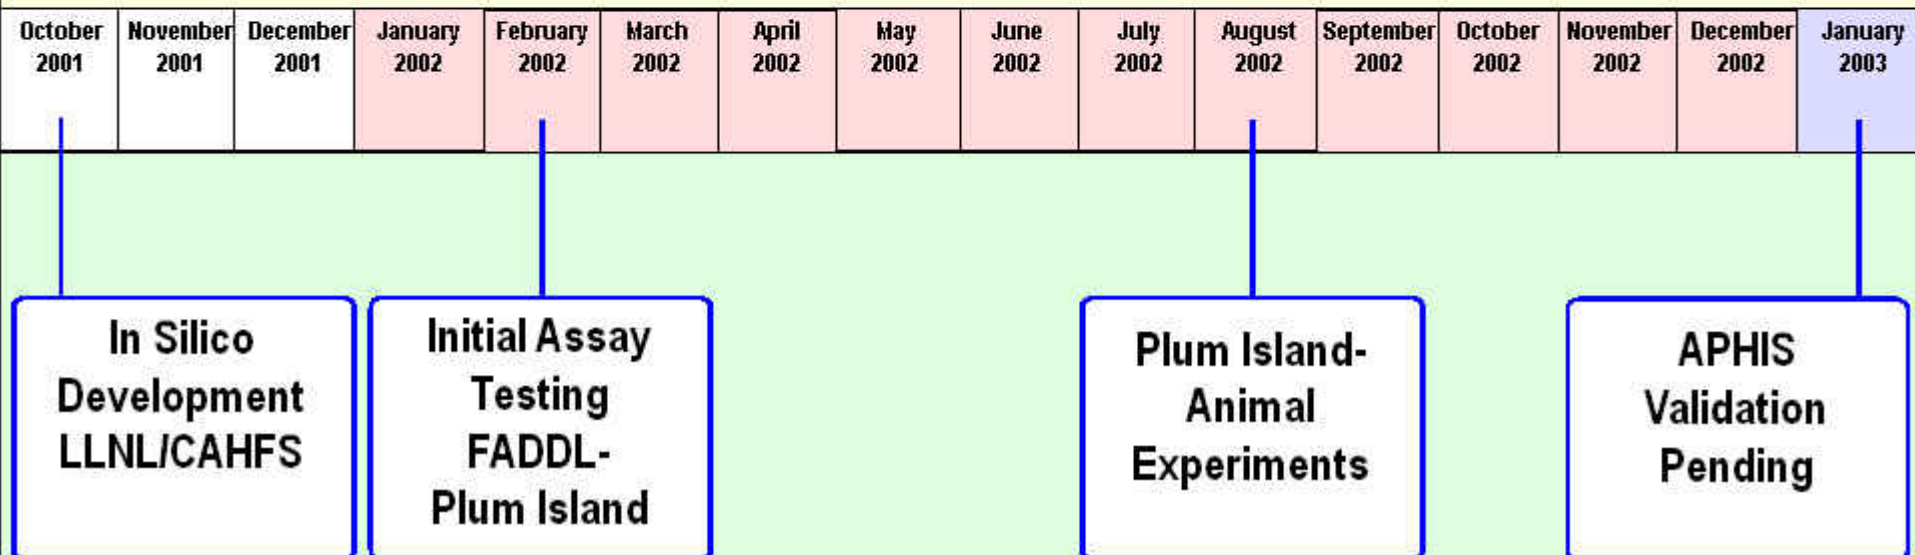 October November December January February March April May June July August September October November December January
2001 2001 2001 2002 2002 2002 2002 2002 2002 2002 2002 2002 2002 2002 2002 2003
In Silico
Development
LLNL/CAHFS
Initial Assay
Testing
FADDL-
Plum Island
Plum Island-
Animal
Experiments
APHIS
Validation
Pending